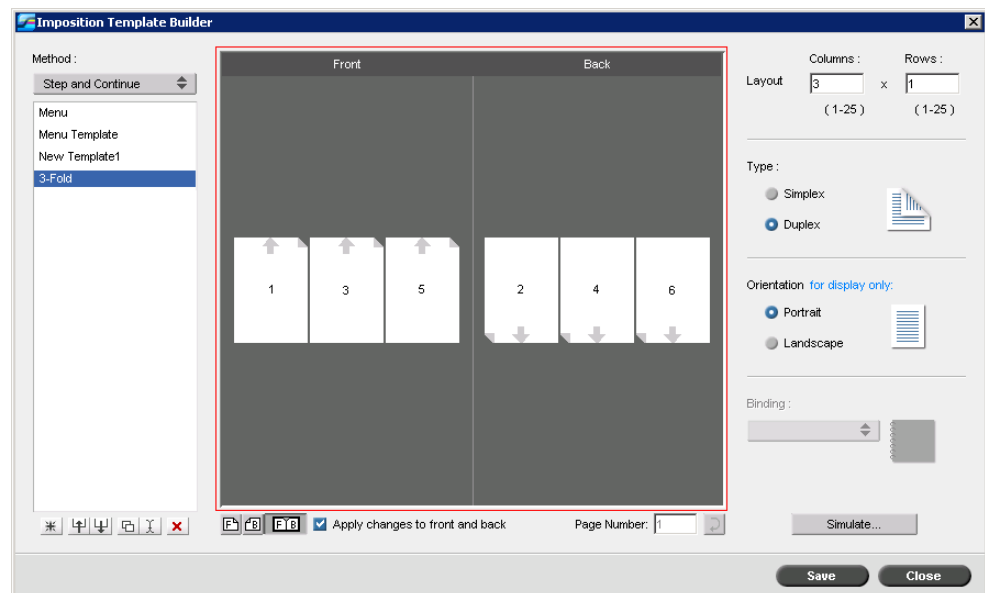 Imposition Template Builder
Method :
Step and Continue
Menu
Menu Template
New Template1
3-Fold
Front Back
1 3 5 2 4 6
F B F B
Apply changes to front and back
Page Number: 1
Columns : Rows :
Layout 3 x 1
( 1-25 ) ( 1-25 )
Type :
Simplex
Duplex
Orientation for display only:
Portrait
Landscape
Binding :
Simulate...
Save Close